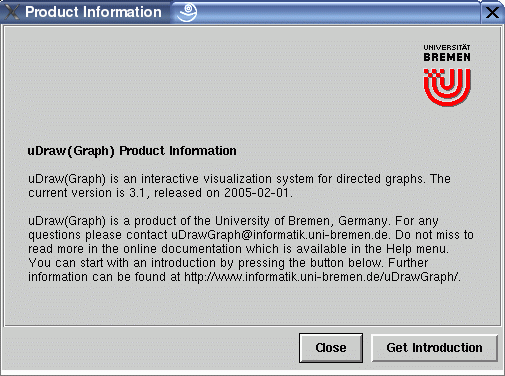 Product Information
UNIVERSITÄT
BREMEN
uDraw(Graph) Product Information
uDraw(Graph) is an interactive visualization system for directed graphs. The
current version is 3.1, released on 2005-02-01.
uDraw(Graph) is a product of the University of Bremen, Germany. For any
questions please contact uDrawGraph@informatik.uni-bremen.de. Do not miss to
read more in the online documentation which is available in the Help menu.
You can start with an introduction by pressing the button below. Further
information can be found at http://www.informatik.uni-bremen.de/uDrawGraph/.
Close
Get Introduction